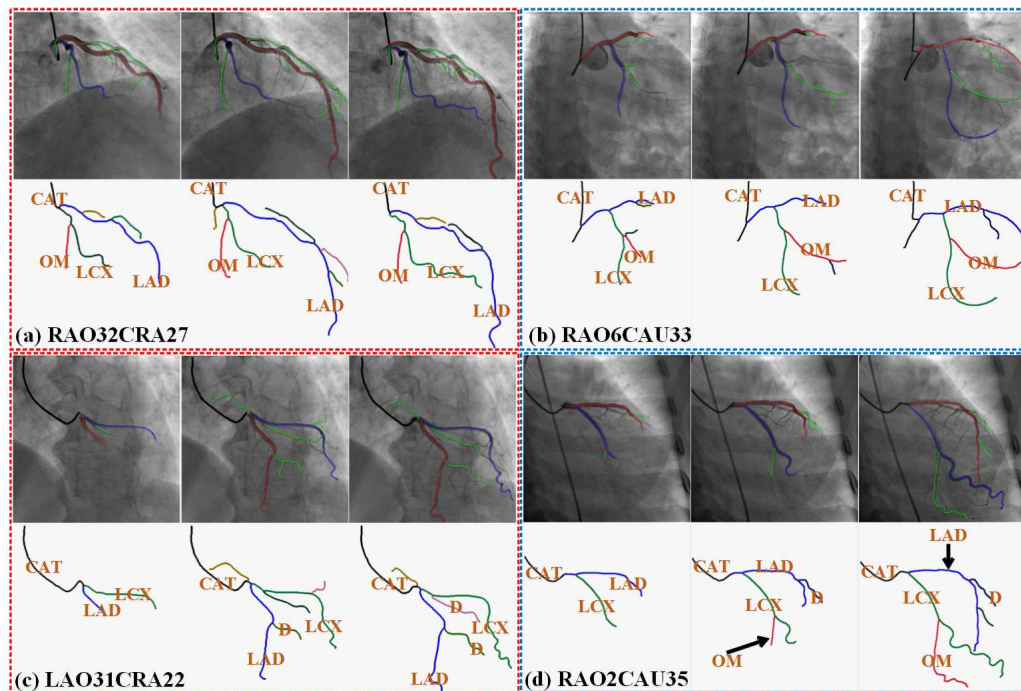 CAT
OM
LCX
LAD
CAT
OM
LCX
LAD
CAT
OM
LCX
LAD
(a) RAO32CRA27
CAT
LAD
OM
LCX
CAT
LAD
OM
LCX
CAT
LAD
OM
LCX
(b) RAO6CAU33
CAT
LCX
LAD
CAT
D
LCX
LAD
CAT
D
LCX
D
LAD
(c) LAO31CRA22
CAT
LAD
LCX
CAT
LAD
D
LCX
OM
LAD
CAT
D
LCX
OM
(d) RAO2CAU35